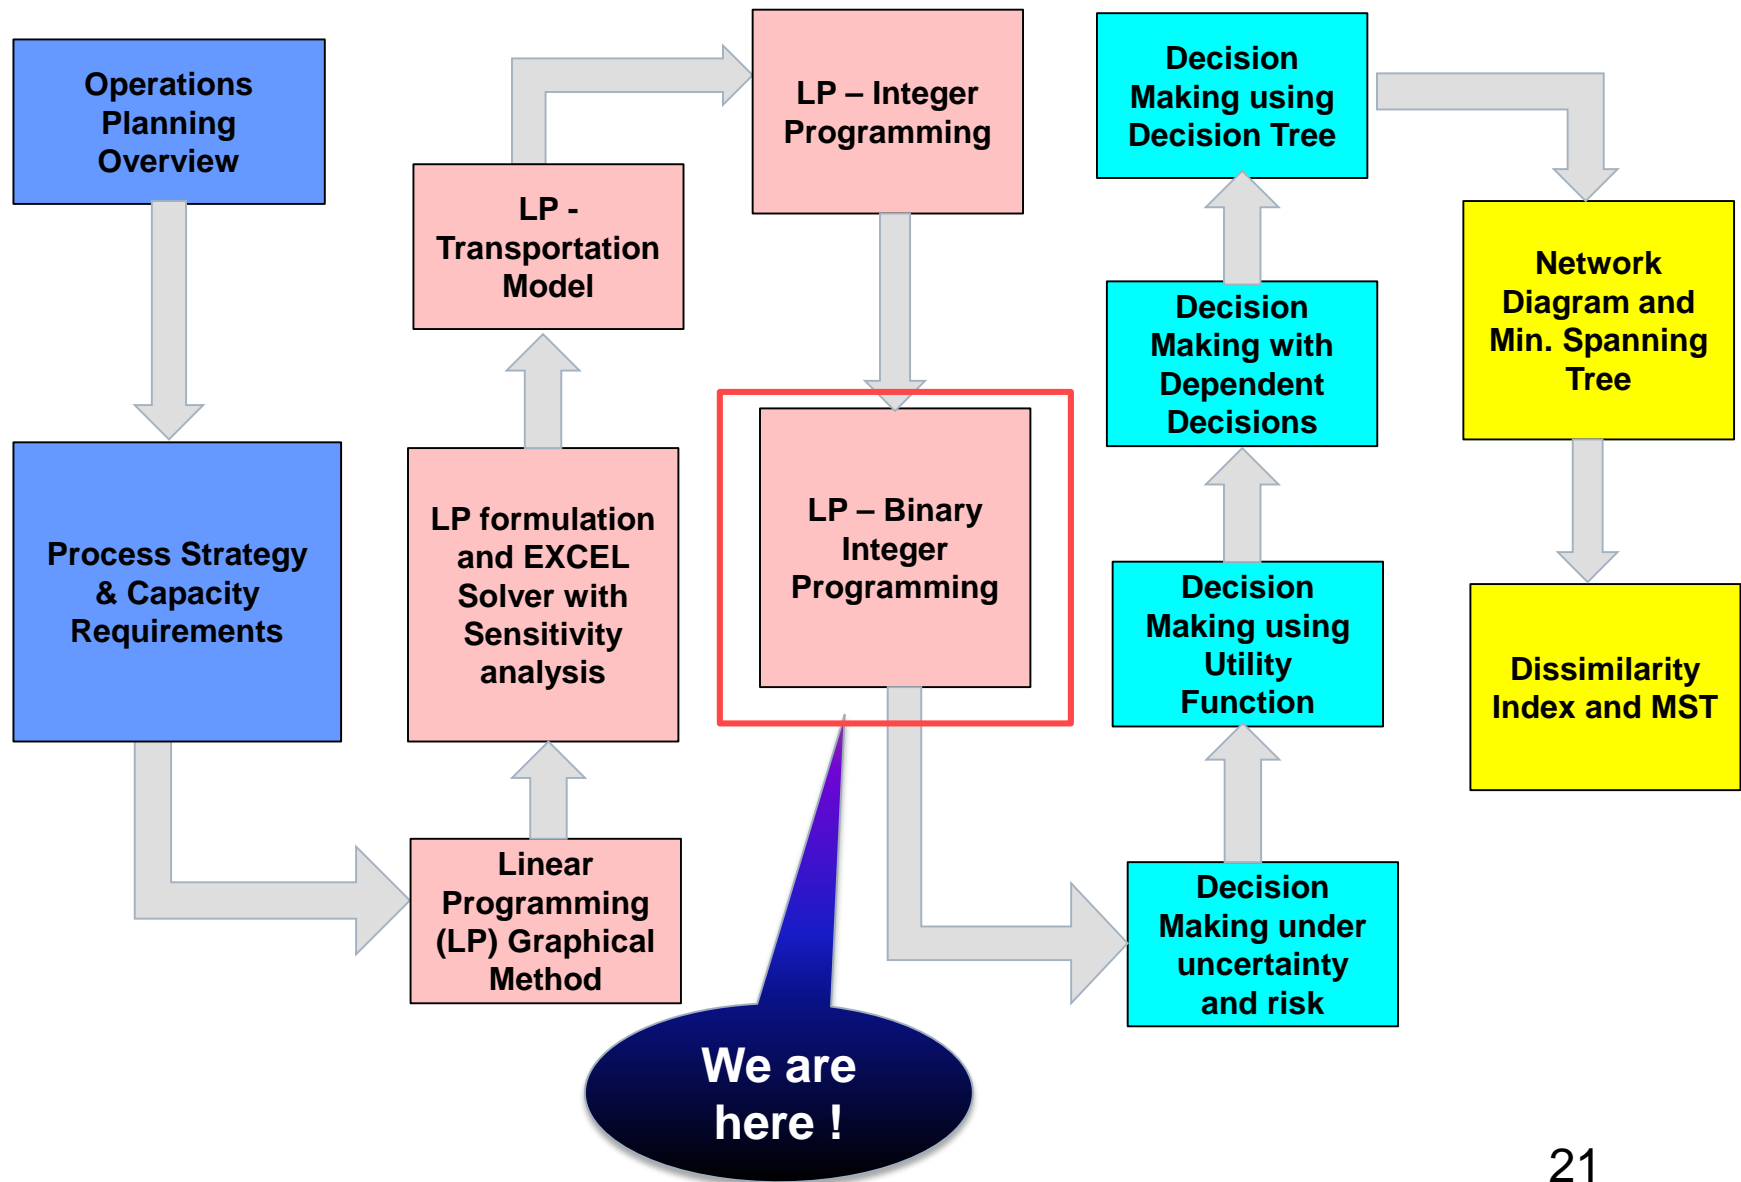 Operations
Planning
Overview
Process Strategy
& Capacity
Requirements
Linear
Programming
(LP) Graphical
Method
LP formulation
and EXCEL
Solver with
Sensitivity
analysis
LP -
Transportation
Model
LP – Integer
Programming
LP – Binary
Integer
Programming
We are
here !
Decision
Making under
uncertainty
and risk
Decision
Making using
Utility
Function
Decision
Making with
Dependent
Decisions
Decision
Making using
Decision Tree
Network
Diagram and
Min. Spanning
Tree
Dissimilarity
Index and MST
21